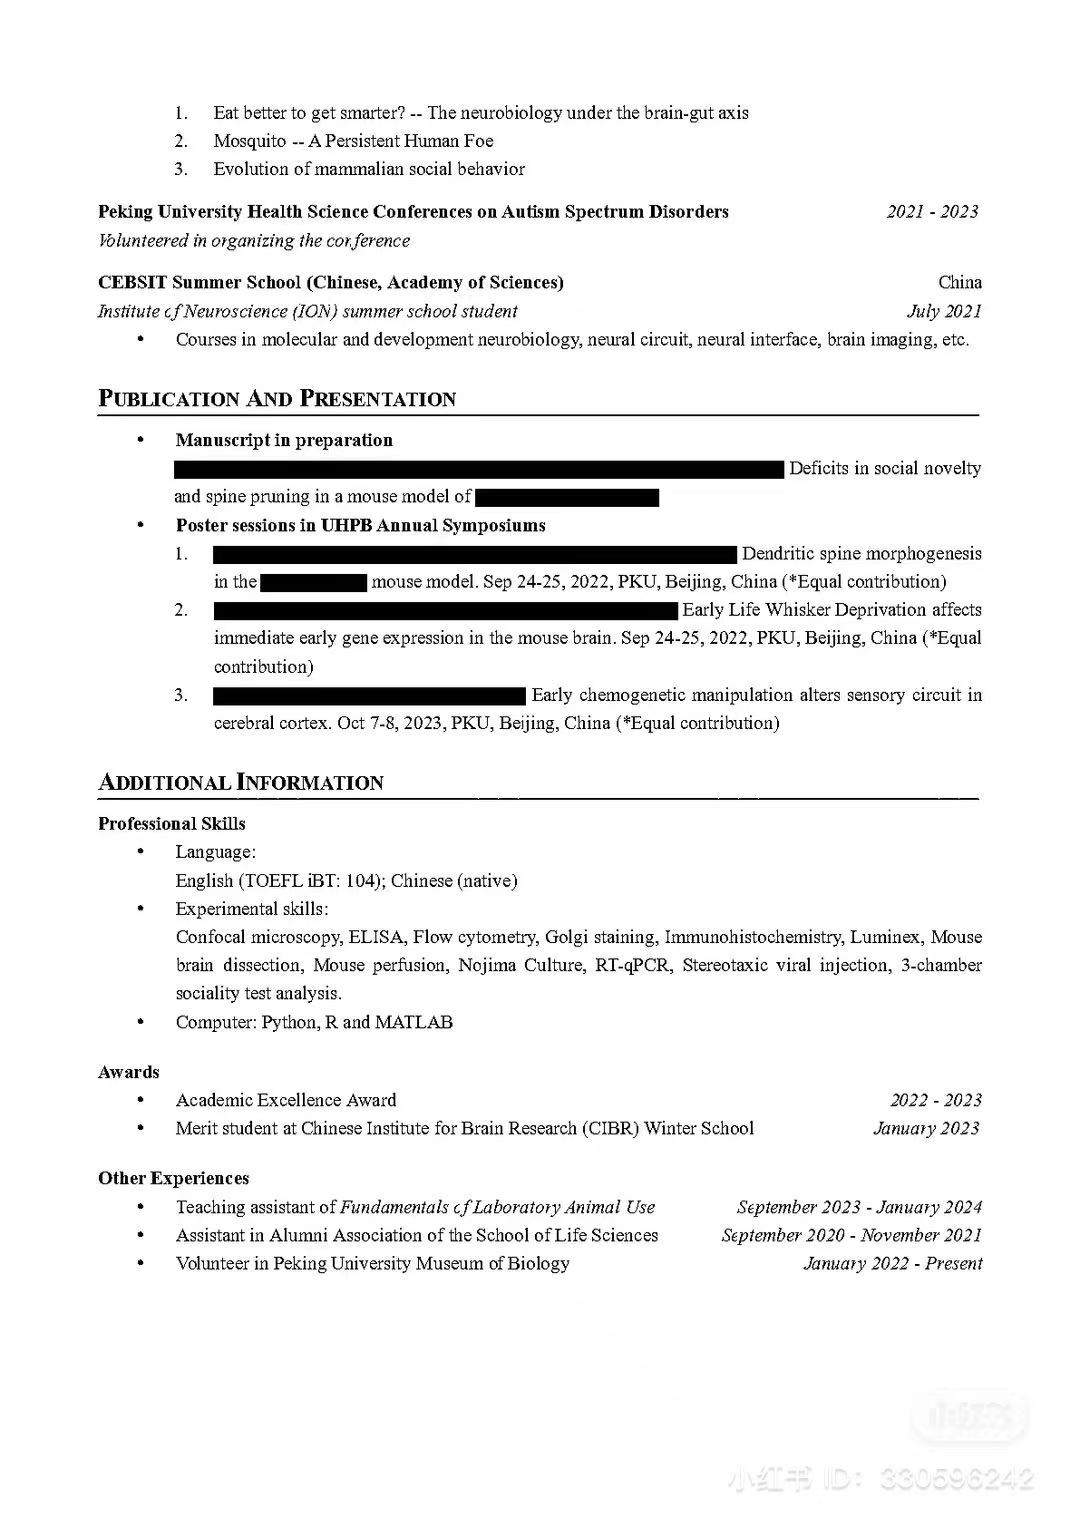 1. Eat better to get smarter? -- The neurobiology under the brain-gut axis
2. Mosquito -- A Persistent Human Foe
3. Evolution of mammalian social behavior
Peking University Health Science Conferences on Autism Spectrum Disorders 2021 - 2023
Volunteered in organizing the conference
CEBSIT Summer School (Chinese, Academy of Sciences) China
Institute of Neuroscience (ION) summer school student July 2021
• Courses in molecular and development neurobiology, neural circuit, neural interface, brain imaging, etc.
PUBLICATION AND PRESENTATION
• Manuscript in preparation
Deficits in social novelty
and spine pruning in a mouse model of
• Poster sessions in UHPB Annual Symposiums
1. Dendritic spine morphogenesis
in the mouse model. Sep 24-25, 2022, PKU, Beijing, China (*Equal contribution)
2. Early Life Whisker Deprivation affects
immediate early gene expression in the mouse brain. Sep 24-25, 2022, PKU, Beijing, China (*Equal
contribution)
3. Early chemogenetic manipulation alters sensory circuit in
cerebral cortex. Oct 7-8, 2023, PKU, Beijing, China (*Equal contribution)
ADDITIONAL INFORMATION
Professional Skills
• Language:
English (TOEFL iBT: 104); Chinese (native)
• Experimental skills:
Confocal microscopy, ELISA, Flow cytometry, Golgi staining, Immunohistochemistry, Luminex, Mouse
brain dissection, Mouse perfusion, Nojima Culture, RT-qPCR, Stereotaxic viral injection, 3-chamber
sociality test analysis.
• Computer: Python, R and MATLAB
Awards
• Academic Excellence Award 2022 - 2023
• Merit student at Chinese Institute for Brain Research (CIBR) Winter School January 2023
Other Experiences
• Teaching assistant of Fundamentals of Laboratory Animal Use September 2023 - January 2024
• Assistant in Alumni Association of the School of Life Sciences September 2020 - November 2021
• Volunteer in Peking University Museum of Biology January 2022 - Present
小红书
小红书 ID: 330596242